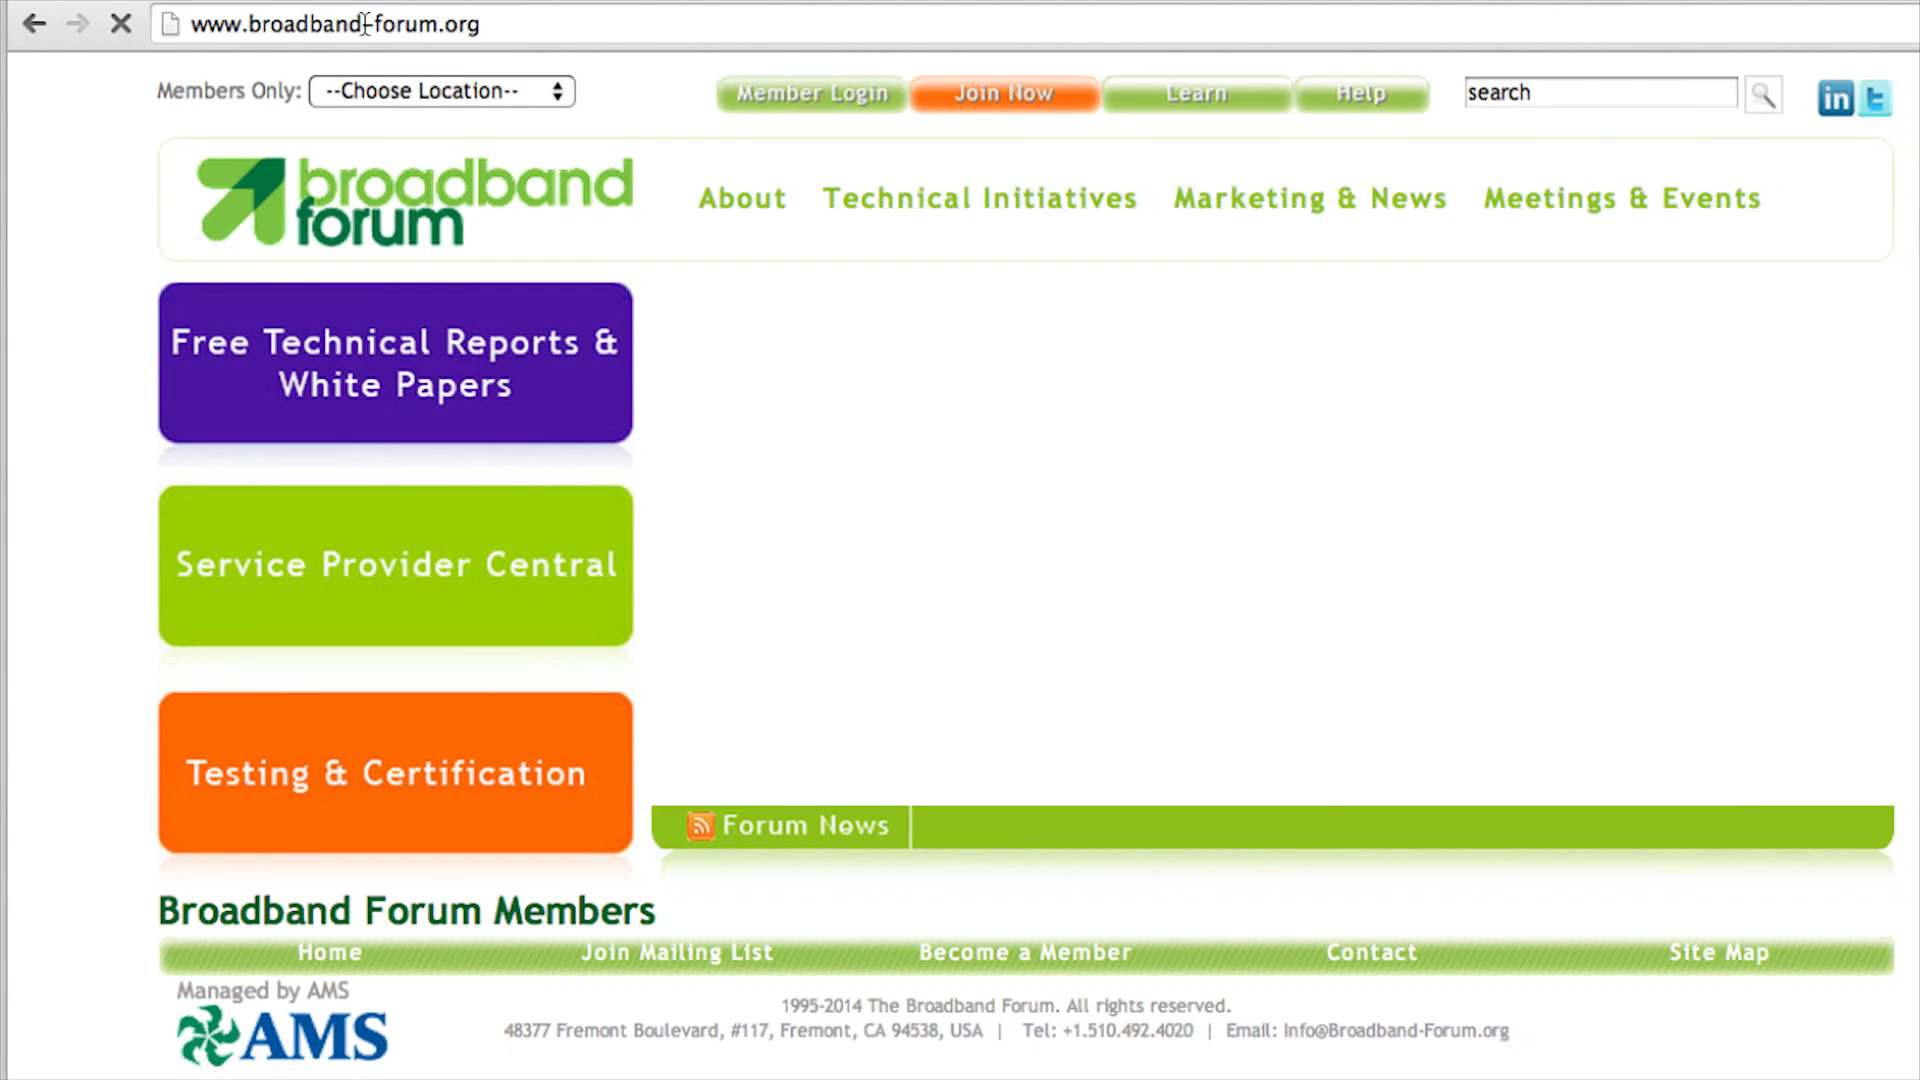 www.broadband-forum.org
Members Only: --Choose Location--
Member Login
Join Now
Learn
Help
search
in
t
broadband
forum
About
Technical Initiatives
Marketing & News
Meetings & Events
Free Technical Reports &
White Papers
Service Provider Central
Testing & Certification
Forum News
Broadband Forum Members
Home
Join Mailing List
Become a Member
Contact
Site Map
Managed by AMS
AMS
1995-2014 The Broadband Forum. All rights reserved.
48377 Fremont Boulevard, #117, Fremont, CA 94538, USA | Tel: +1.510.492.4020 | Email: Info@Broadband-Forum.org